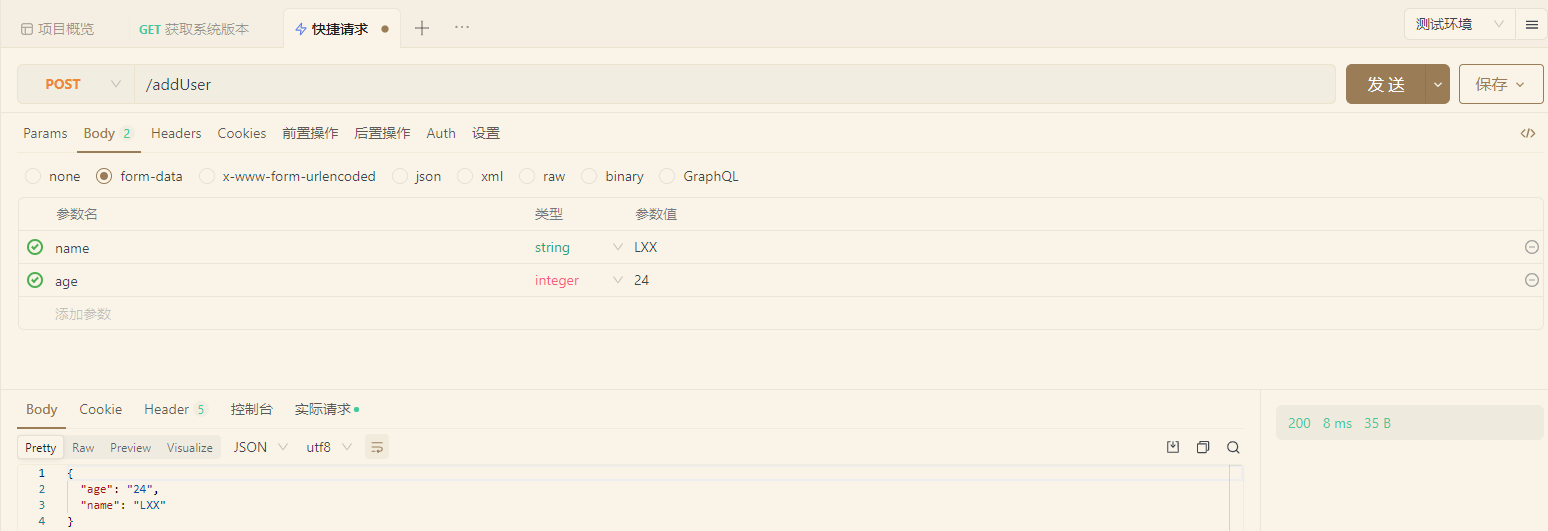 项目概览 GET 获取系统版本 快捷请求 测试环境
POST /addUser 发送 保存
Params Body 2 Headers Cookies 前置操作 后置操作 Auth 设置
none form-data x-www-form-urlencoded json xml raw binary GraphQL
参数名 类型 参数值
name string LXX
age integer 24
添加参数
Body Cookie Header 5 控制台 实际请求
200 8 ms 35 B
Pretty Raw Preview Visualize JSON utf8
1 {
2 "age": "24",
3 "name": "LXX"
4 }